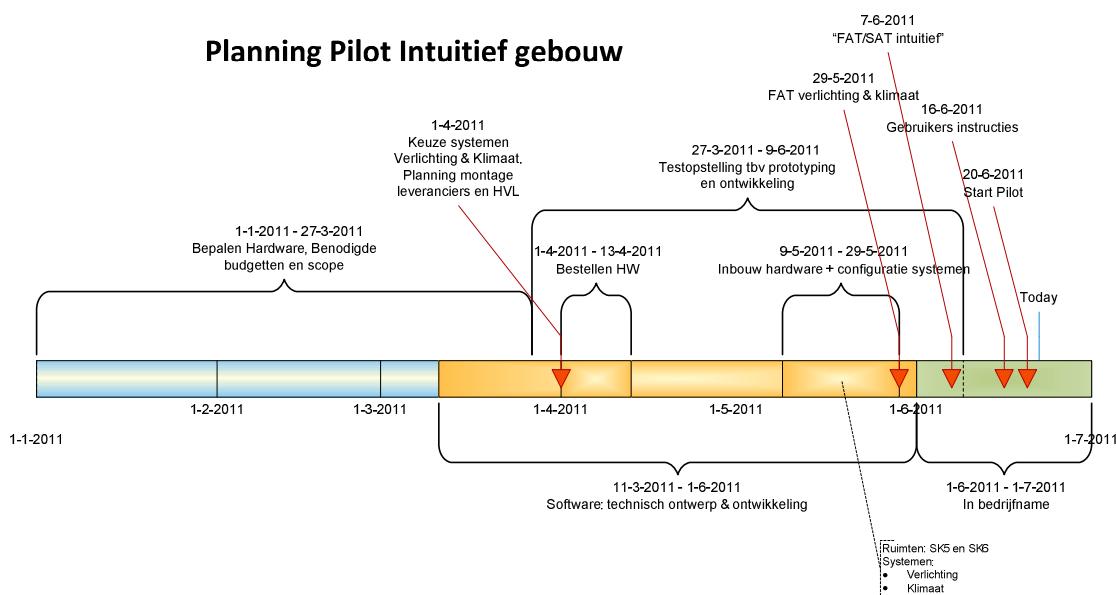 Planning Pilot Intuitief gebouw
7-6-2011
“FAT/SAT intuitief”
29-5-2011
FAT verlichting & klimaat
16-6-2011
Gebruikers instructies
1-4-2011
Keuze systemen
Verlichting & Klimaat,
Planning montage
leveranciers en HVL
27-3-2011 - 9-6-2011
Testopstelling tbv prototyping
en ontwikkeling
20-6-2011
Start Pilot
1-1-2011 - 27-3-2011
Bepalen Hardware, Benodigde
budgetten en scope
1-4-2011 - 13-4-2011
Bestellen HW
9-5-2011 - 29-5-2011
Inbouw hardware + configuratie systemen
Today
1-2-2011
1-3-2011
1-4-2011
1-5-2011
1-6-2011
1-1-2011
1-7-2011
11-3-2011 - 1-6-2011
Software: technisch ontwerp & ontwikkeling
1-6-2011 - 1-7-2011
In bedrijfname
Ruimten: SK5 en SK6
Systemen:
• Verlichting
• Klimaat